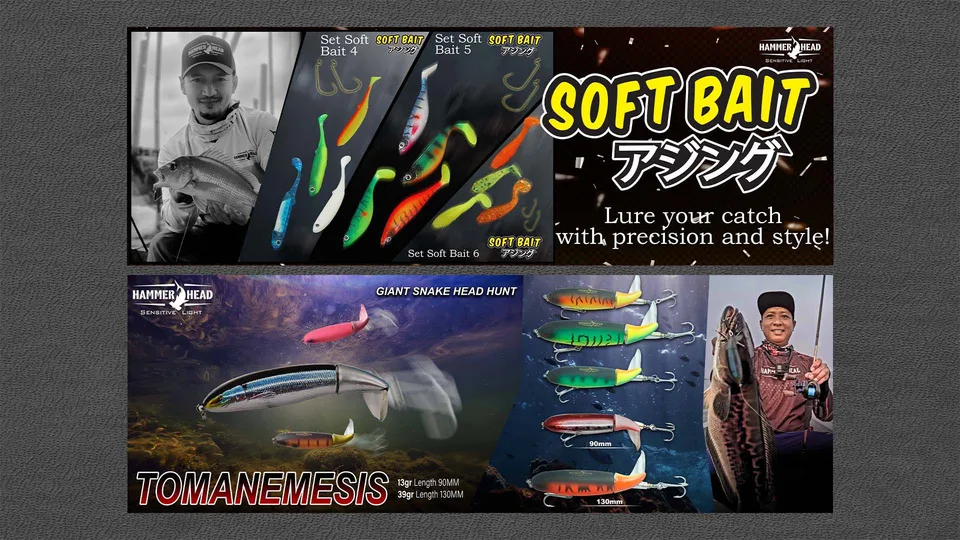 Set Soft
Bait 4
SOFT BAIT
アジング
Set Soft
Bait 5
SOFT BAIT
アジング
Set Soft Bait 6
SOFT BAIT
アジング
HAMMER HEAD
SENSITIVE LIGHT
SOFT BAIT
アジング
Lure your catch
with precision and style!
HAMMER HEAD
SENSITIVE LIGHT
GIANT SNAKE HEAD HUNT
TOMANEMESIS
13gr Length 90MM
39gr Length 130MM
90mm
130mm